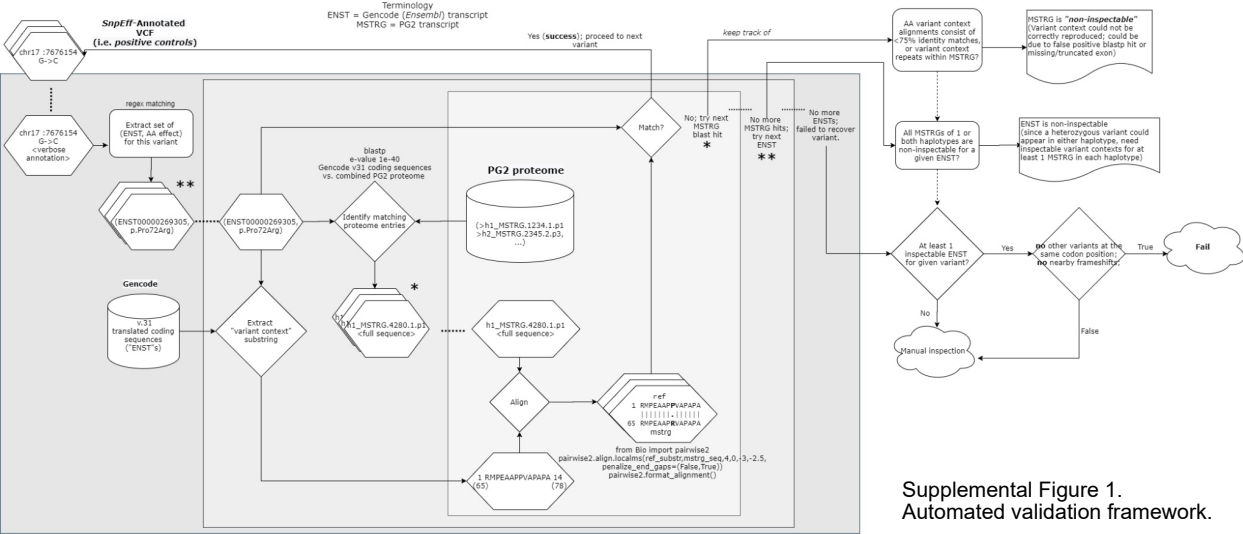 Terminology
ENST = Gencode (Ensembl) transcript
MSTRG = PG2 transcript
SnpEff-Annotated
VCF
(i.e. positive controls)
chr17 :7676154
G->C
Yes (success); proceed to next
variant
keep track of
AA variant context
alignments consist of
<75% identity matches,
or variant context
repeats within MSTRG?
MSTRG is "non-inspectable"
(Variant context could not be
correctly reproduced; could be
due to false positive blastp hit or
missing/truncated exon)
chr17 :7676154
G->C
<verbose
annotation>
regex matching
Extract set of
(ENST, AA effect)
for this variant
**
(ENST00000269305,
p.Pro72Arg)
(ENST00000269305,
p.Pro72Arg)
blastp
e-value 1e-40
Gencode v31 coding sequences
vs. combined PG2 proteome
Identify matching
proteome entries
PG2 proteome
(>h1_MSTRG.1234.1.p1
>h2_MSTRG.2345.2.p3,
...)
Match?
No; try next
MSTRG
blast hit
*
No more
MSTRG hits;
try next
ENST
**
No more
ENSTs;
failed to recover
variant.
All MSTRGs of 1 or
both haplotypes are
non-inspectable for a
given ENST?
ENST is non-inspectable
(since a heterozygous variant could
appear in either haplotype, need
inspectable variant contexts for at
least 1 MSTRG in each haplotype)
At least 1
inspectable ENST
for given variant?
Yes
no other variants at the
same codon position;
no nearby frameshifts;
True
Fail
No
False
Manual inspection
Gencode
v.31
translated coding
sequences
("ENST"s)
Extract
"variant context"
substring
*
h1_MSTRG.4280.1.p1
<full sequence>
h1_MSTRG.4280.1.p1
<full sequence>
Align
ref
1 RMPEAAPPVAPAPA
|||||||.||||||
65 RMPEAAPRVAPAPA
mstrg
from Bio import pairwise2
pairwise2.align.localms(ref_substr,mstrg_seq,4,0,-3,-2.5,
penalize_end_gaps=(False,True))
pairwise2.format_alignment()
1 RMPEAAPPVAPAPA 14
(65) (78)
Supplemental Figure 1.
Automated validation framework.